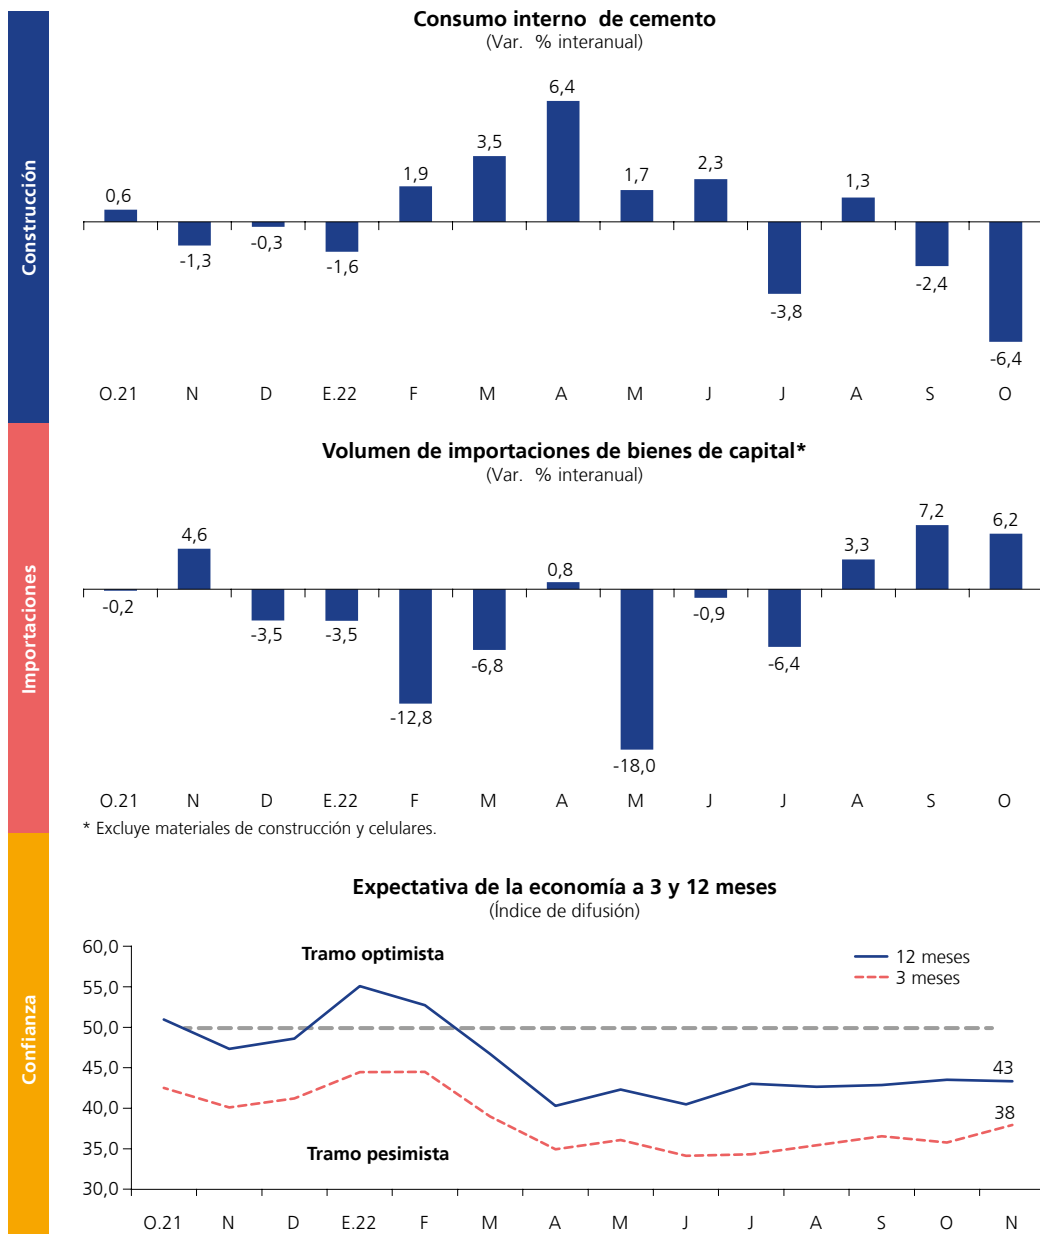 Construcción
Consumo interno de cemento
(Var. % interanual)
0,6
-1,3
-0,3
-1,6
1,9
3,5
6,4
1,7
2,3
-3,8
1,3
-2,4
-6,4
O.21 N D E.22 F M A M J J A S O
Importaciones
Volumen de importaciones de bienes de capital*
(Var. % interanual)
-0,2
4,6
-3,5
-3,5
-12,8
-6,8
0,8
-18,0
-0,9
-6,4
3,3
7,2
6,2
O.21 N D E.22 F M A M J J A S O
* Excluye materiales de construcción y celulares.
Confianza
Expectativa de la economía a 3 y 12 meses
(Índice de difusión)
60,0
55,0
50,0
45,0
40,0
35,0
30,0
Tramo optimista
12 meses
3 meses
43
38
Tramo pesimista
O.21 N D E.22 F M A M J J A S O N